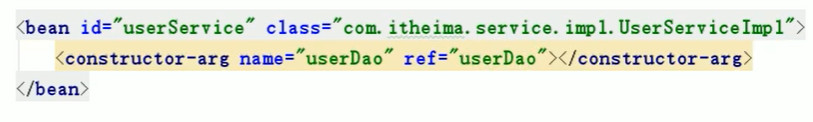 <bean id="userService" class="com.itheima.service.impl.UserServiceImpl">
<constructor-arg name="userDao" ref="userDao"></constructor-arg>
</bean>